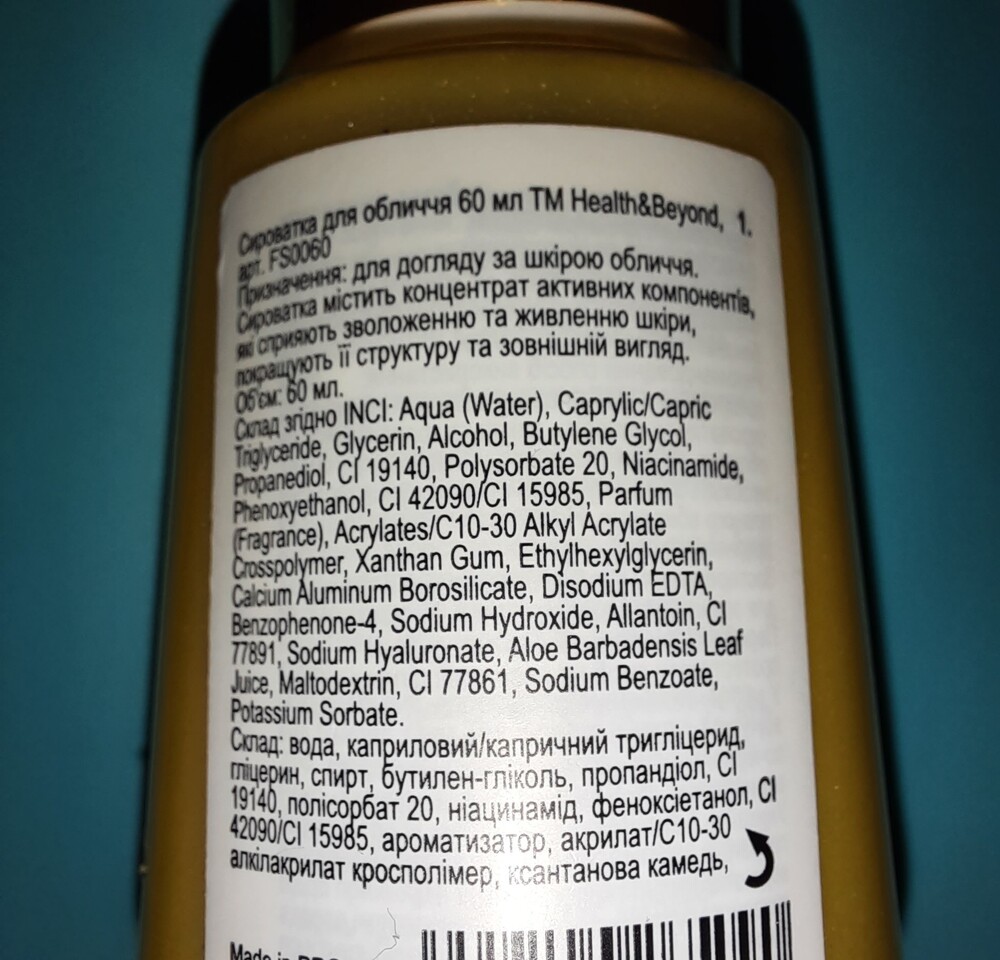 Сироватка для обличчя 60 мл ТМ Health&Beyond, 1.
арт. FS0060
Призначення: для догляду за шкірою обличчя.
Сироватка містить концентрат активних компонентів,
які сприяють зволоженню та живленню шкіри,
покращують її структуру та зовнішній вигляд.
Об'єм: 60 мл.
Склад згідно INCI: Aqua (Water), Caprylic/Capric
Triglyceride, Glycerin, Alcohol, Butylene Glycol,
Propanediol, CI 19140, Polysorbate 20, Niacinamide,
Phenoxyethanol, CI 42090/CI 15985, Parfum
(Fragrance), Acrylates/C10-30 Alkyl Acrylate
Crosspolymer, Xanthan Gum, Ethylhexylglycerin,
Calcium Aluminum Borosilicate, Disodium EDTA,
Benzophenone-4, Sodium Hydroxide, Allantoin, CI
77891, Sodium Hyaluronate, Aloe Barbadensis Leaf
Juice, Maltodextrin, CI 77861, Sodium Benzoate,
Potassium Sorbate.
Склад: вода, каприловий/капричний тригліцерид,
гліцерин, спирт, бутилен-гліколь, пропандіол, CI
19140, полісорбат 20, ніацинамід, феноксіетанол, CI
42090/CI 15985, ароматизатор, акрилат/С10-30
алкілакрилат кросполімер, ксантанова камедь,
Made in